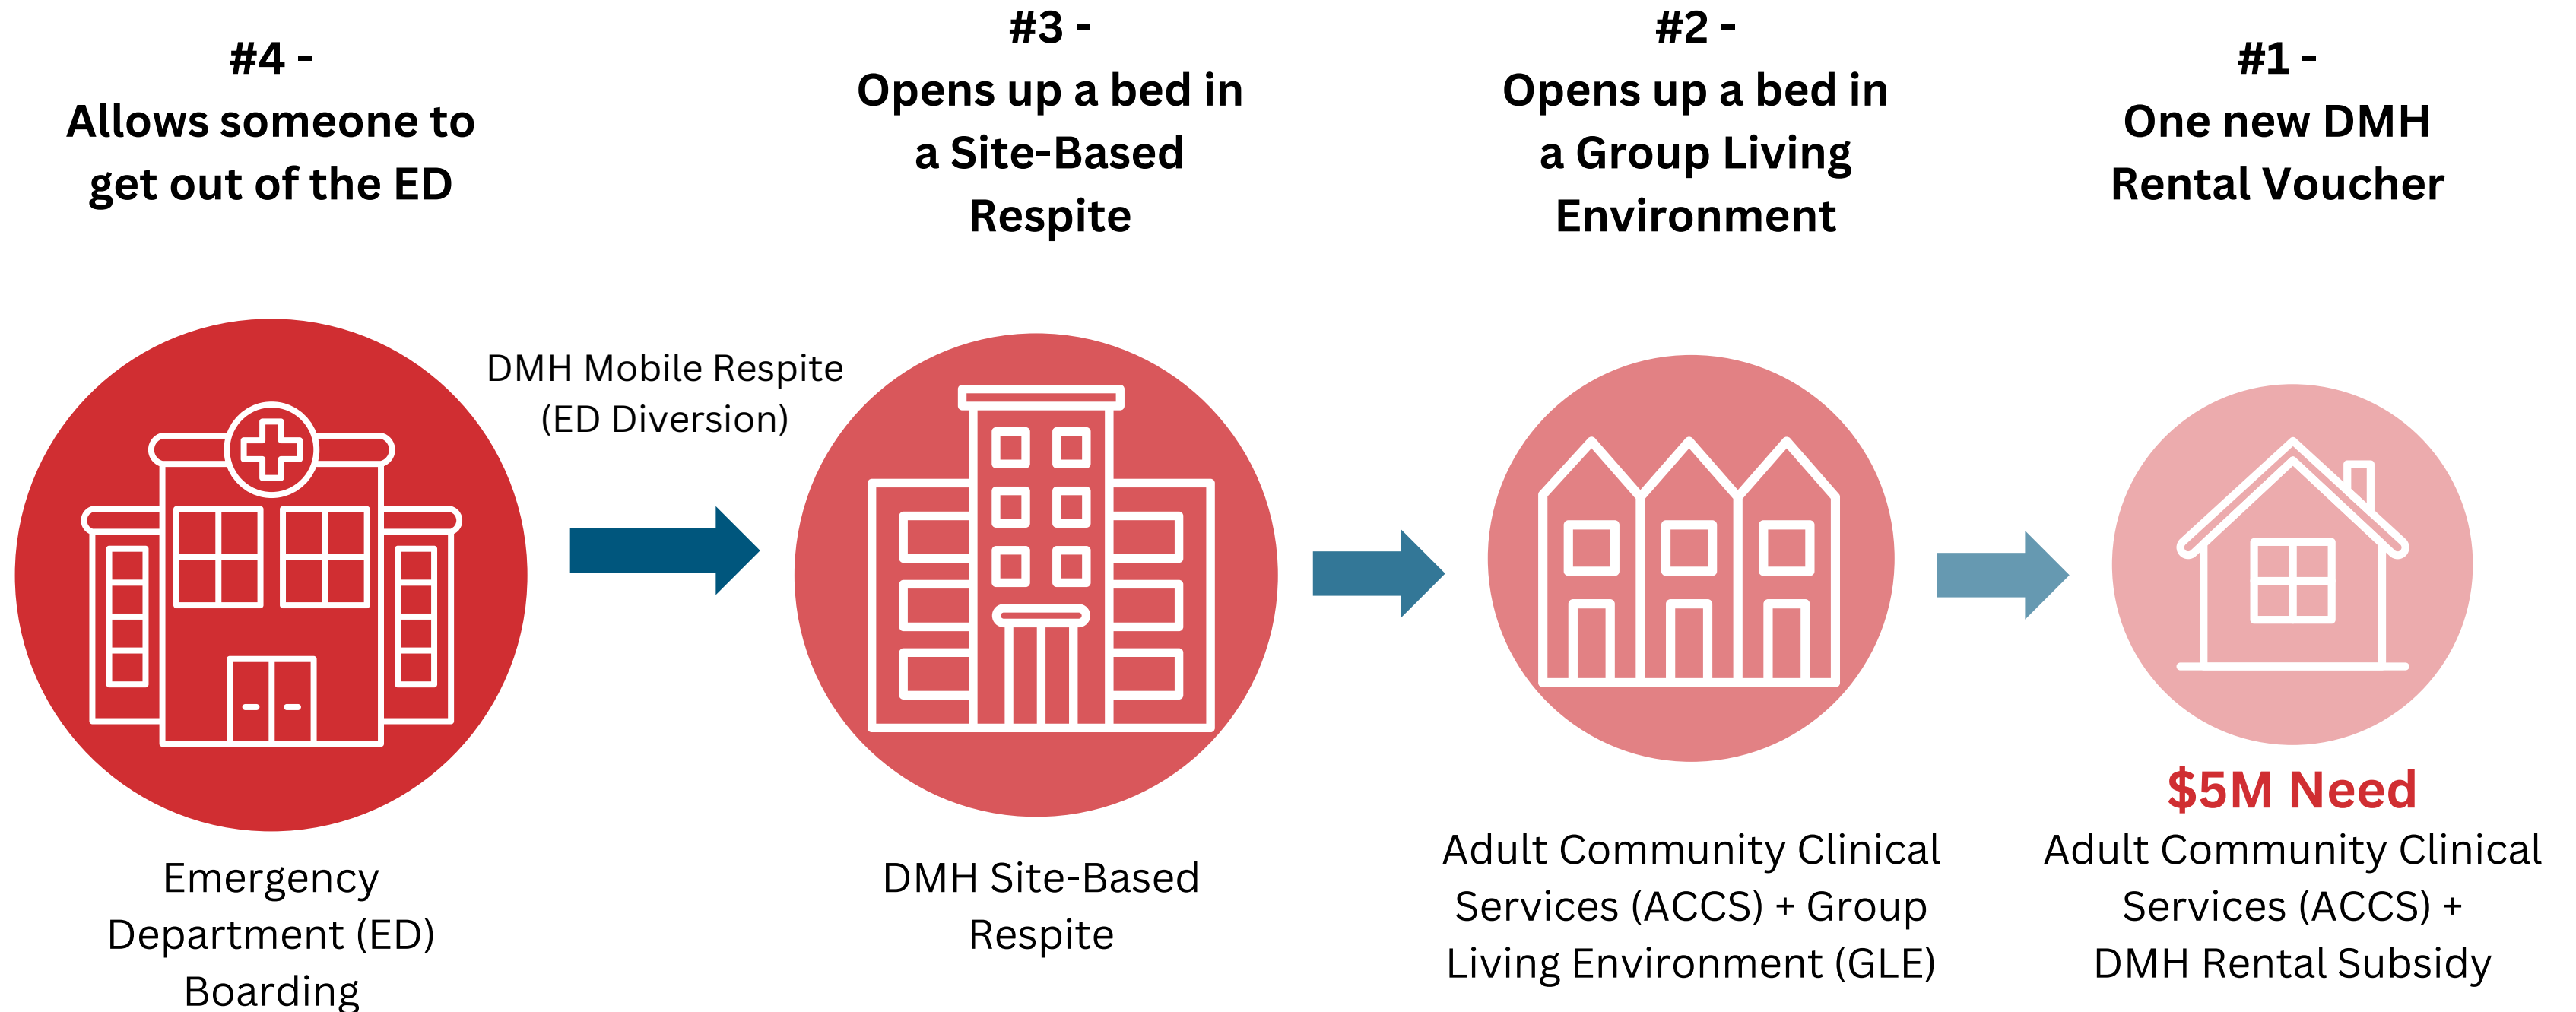 #4 -
Allows someone to
get out of the ED
#3 -
Opens up a bed in
a Site-Based
Respite
#2 -
Opens up a bed in
a Group Living
Environment
#1 -
One new DMH
Rental Voucher
DMH Mobile Respite
(ED Diversion)
Emergency
Department (ED)
Boarding
DMH Site-Based
Respite
Adult Community Clinical
Services (ACCS) + Group
Living Environment (GLE)
$5M Need
Adult Community Clinical
Services (ACCS) +
DMH Rental Subsidy